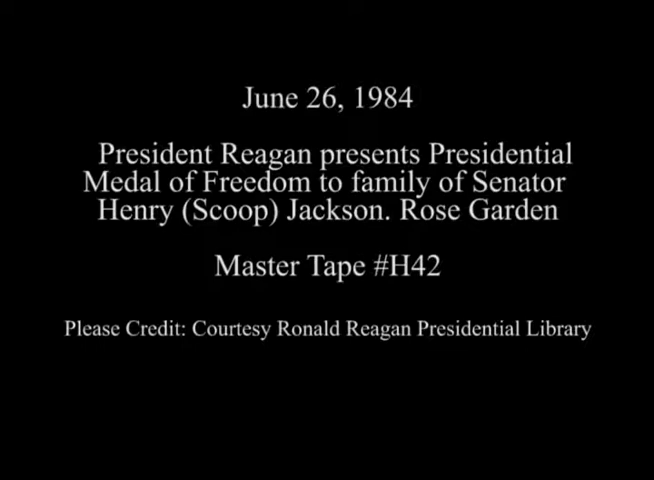 June 26, 1984
President Reagan presents Presidential
Medal of Freedom to family of Senator
Henry (Scoop) Jackson. Rose Garden
Master Tape #H42
Please Credit: Courtesy Ronald Reagan Presidential Library